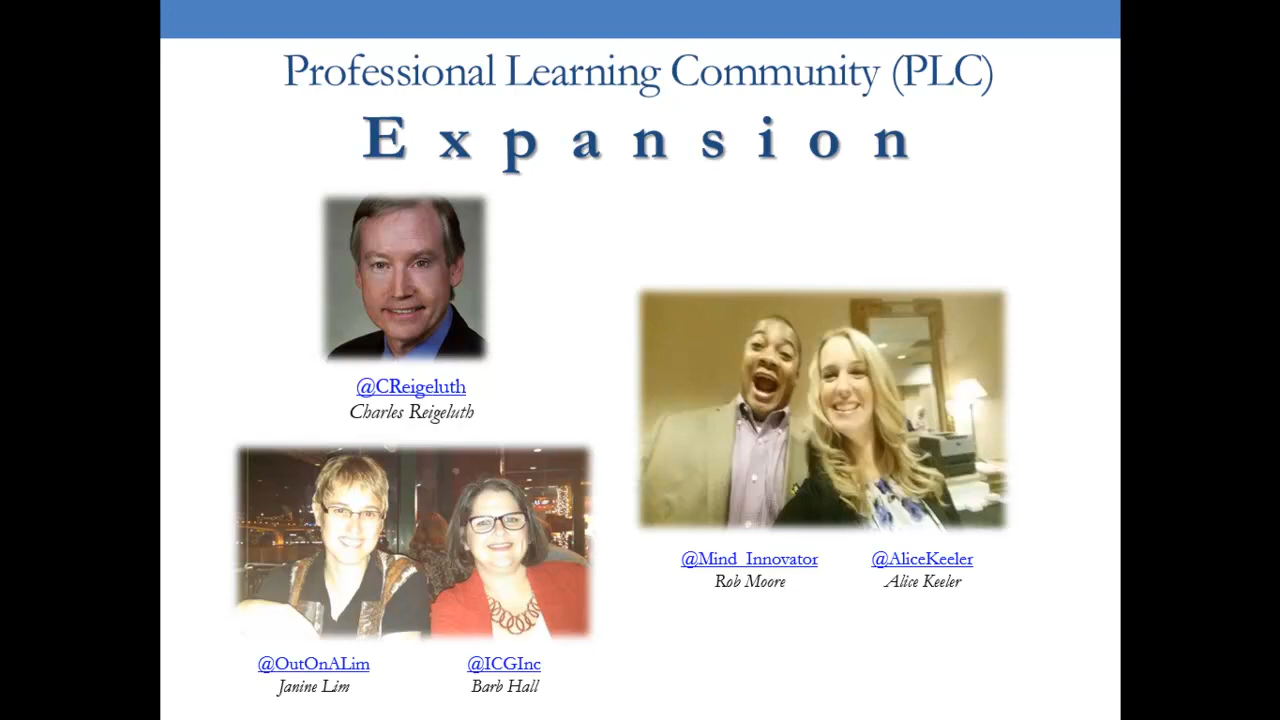 Professional Learning Community (PLC)
Expansion
@CReigeluth
Charles Reigeluth
@Mind_Innovator
Rob Moore
@AliceKeeler
Alice Keeler
@OutOnALim
Janine Lim
@ICGInc
Barb Hall